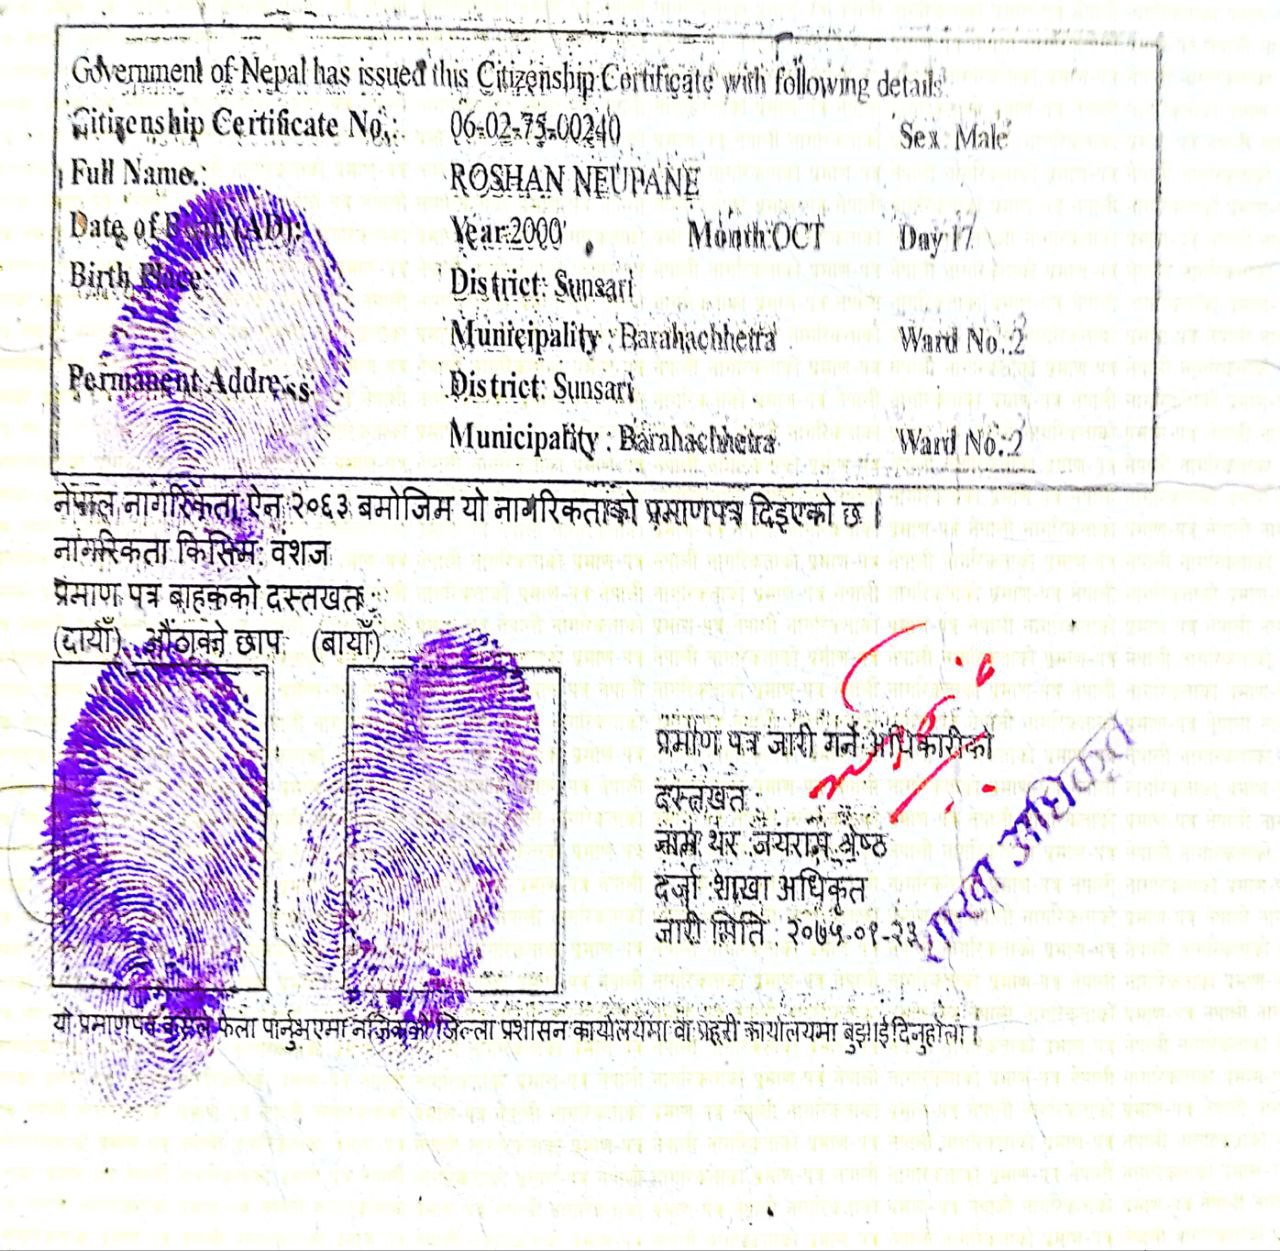 Government of Nepal has issued this Citizenship Certificate with following details
Citizenship Certificate No.: 06-02-75-00240 Sex: Male
Full Name.: ROSHAN NEUPANE
Date of Birth (AD): Year:2000 Month:OCT Day:17
Birth Place: District: Sunsari
Municipality : Barahachhetra Ward No.:2
Permanent Address: District: Sunsari
Municipality : Barahachhetra Ward No.:2
नेपाल नागरिकता ऐन २०६३ बमोजिम यो नागरिकताको प्रमाणपत्र दिइएको छ ।
नागरिकता किसिम: वंशज
प्रमाण पत्र बाहकको दस्तखत :
(दायाँ) औंठाको छाप: (बायाँ)
प्रमाण पत्र जारी गर्ने अधिकारीको
दस्तखत
नाम थर: जयराम श्रेष्ठ
दर्जा: शाखा अधिकृत
जारी मिति : २०७५-०१-२३
शाखा अधिकृत
यो प्रमाणपत्र कसैले फेला पार्नुभएमा नजिकको जिल्ला प्रशासन कार्यालयमा वा प्रहरी कार्यालयमा बुझाई दिनुहोला ।